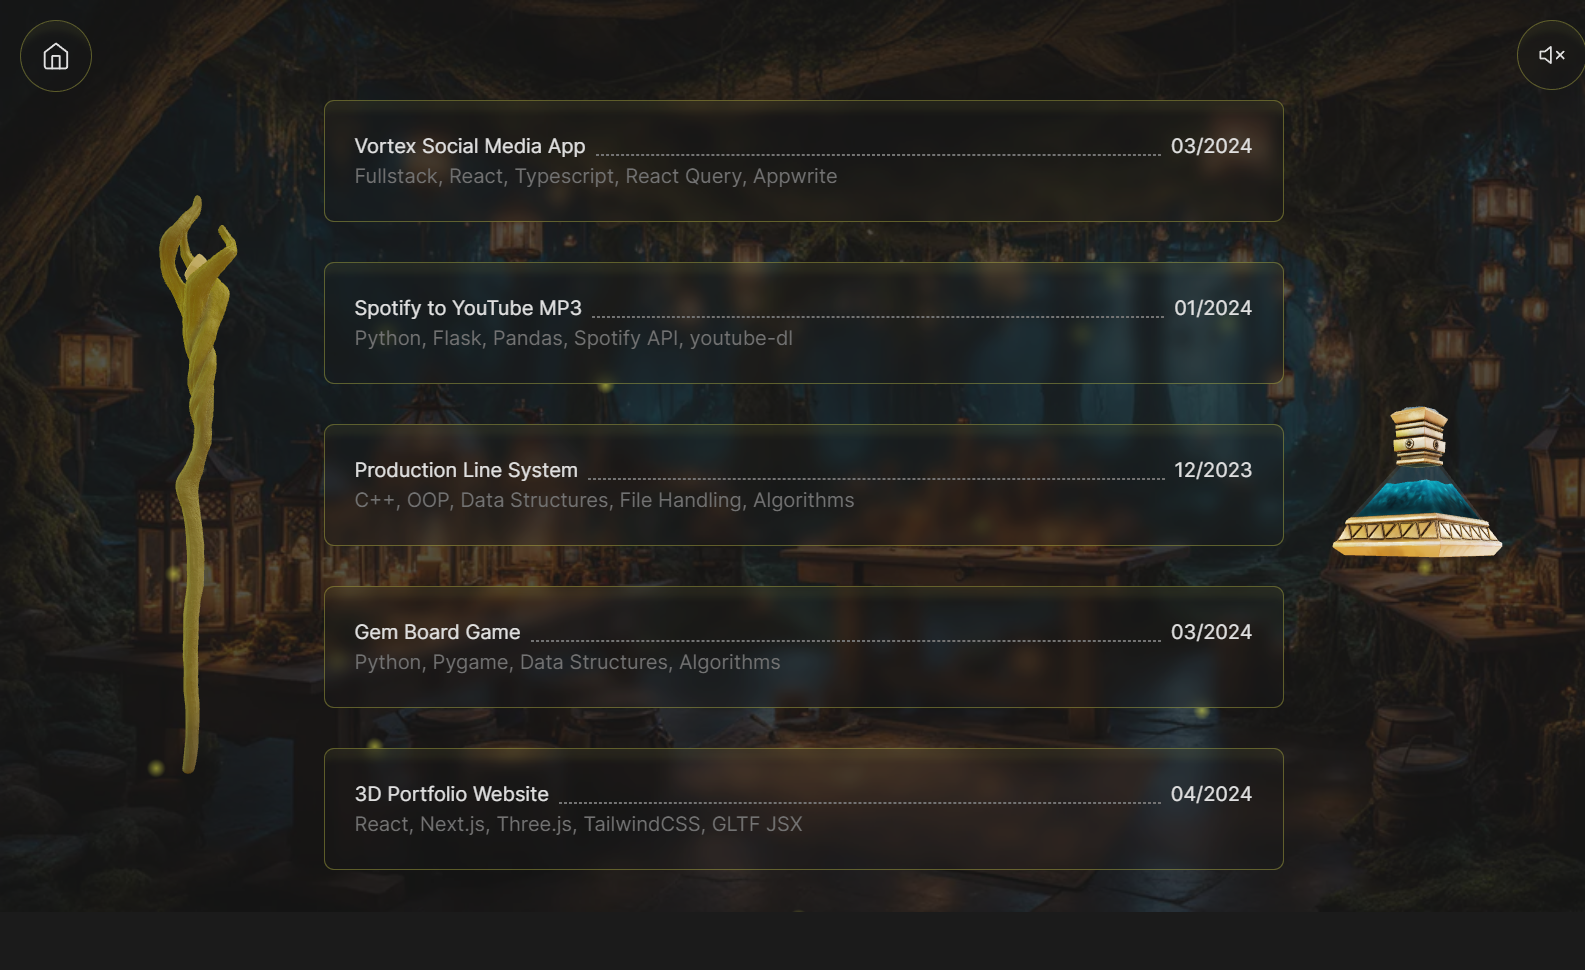 Vortex Social Media App 03/2024
Fullstack, React, Typescript, React Query, Appwrite
Spotify to YouTube MP3 01/2024
Python, Flask, Pandas, Spotify API, youtube-dl
Production Line System 12/2023
C++, OOP, Data Structures, File Handling, Algorithms
Gem Board Game 03/2024
Python, Pygame, Data Structures, Algorithms
3D Portfolio Website 04/2024
React, Next.js, Three.js, TailwindCSS, GLTF JSX